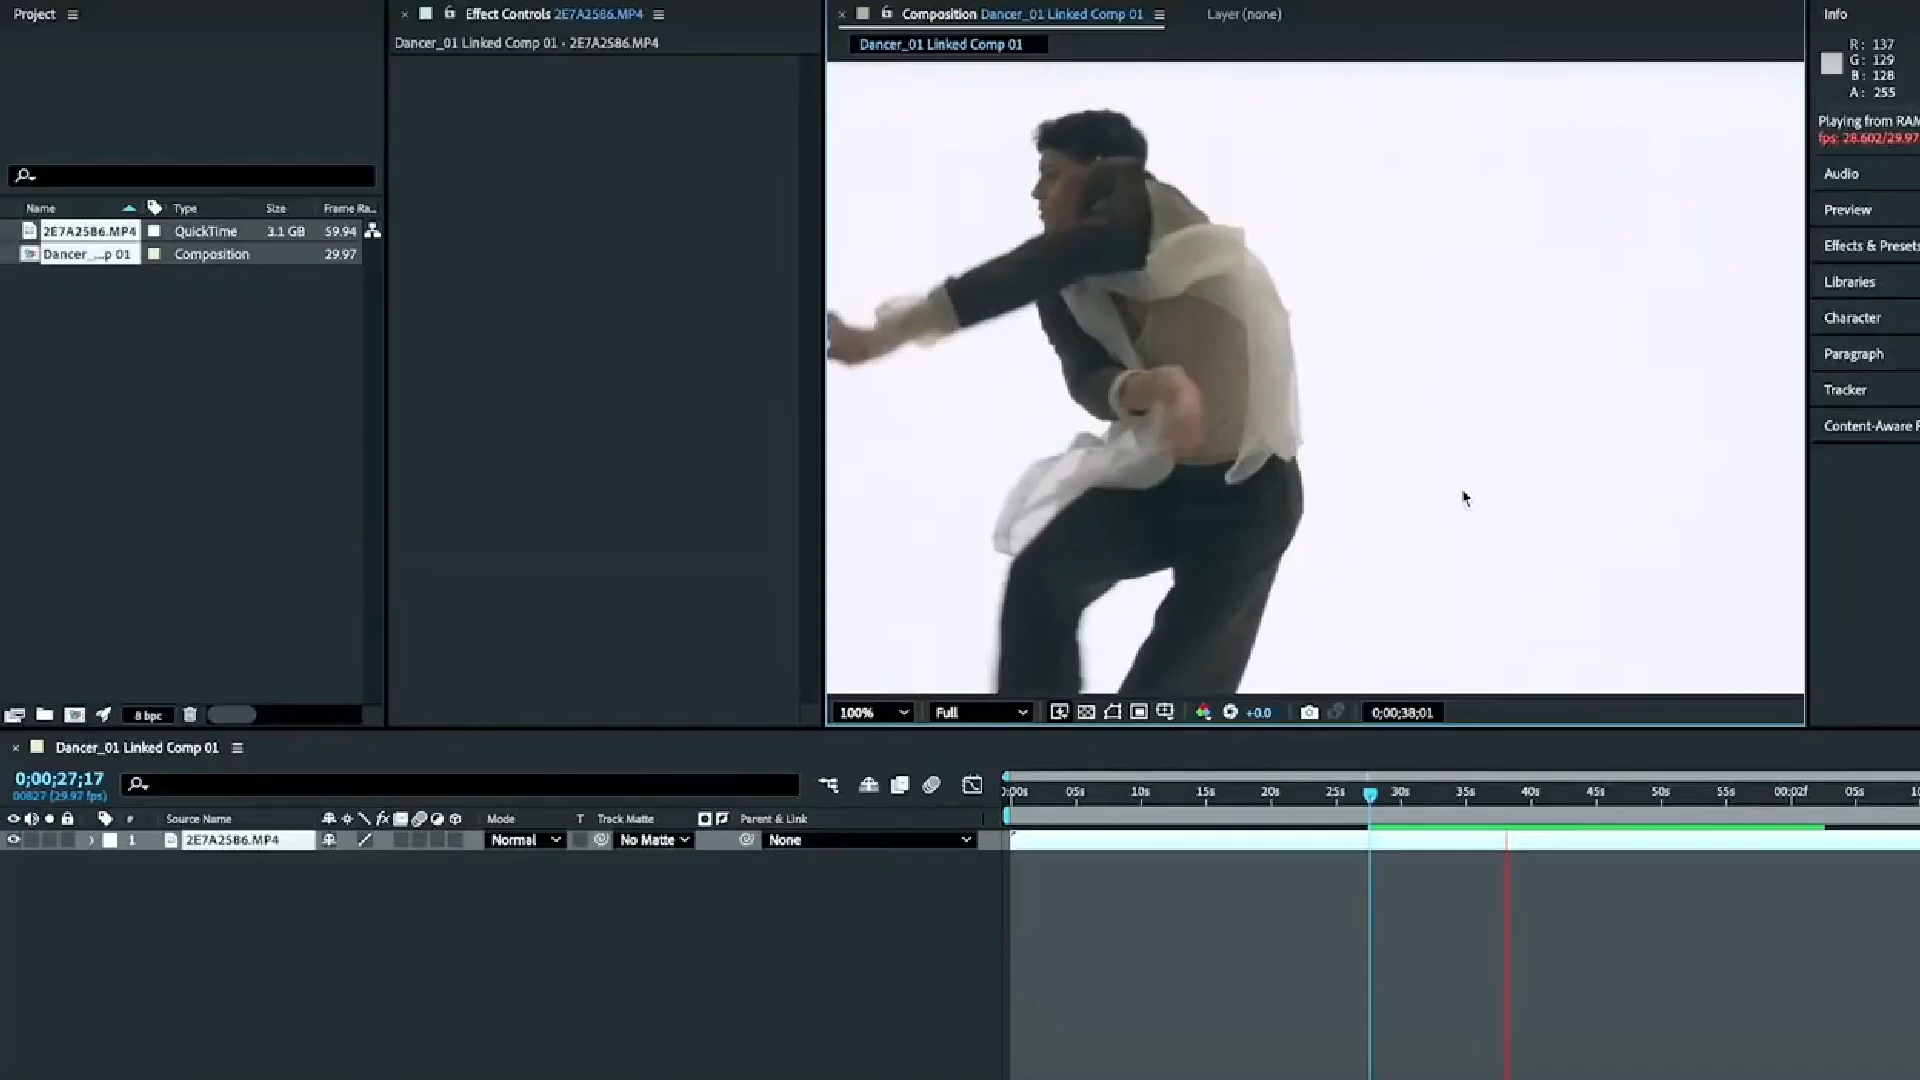 Project
Effect Controls 2E7A2586.MP4
Composition Dancer_01 Linked Comp 01
Layer (none)
Info
Dancer_01 Linked Comp 01 • 2E7A2586.MP4
Dancer_01 Linked Comp 01
R: 137
G: 129
B: 128
A: 255
Playing from RAM
fps: 28.602/29.97
Audio
Preview
Effects & Presets
Libraries
Character
Paragraph
Tracker
Content-Aware F
Name Type Size Frame Ra...
2E7A2586.MP4 QuickTime 3.1 GB 59.94
Dancer_...p 01 Composition 29.97
8 bpc
100% Full +0.0 0;00;38;01
Dancer_01 Linked Comp 01
0;00;27;17
00827 (29.97 fps)
:00s 05s 10s 15s 20s 25s 30s 35s 40s 45s 50s 55s 00:02f 05s 10
# Source Name fx Mode T Track Matte Parent & Link
1 2E7A2586.MP4 Normal No Matte None